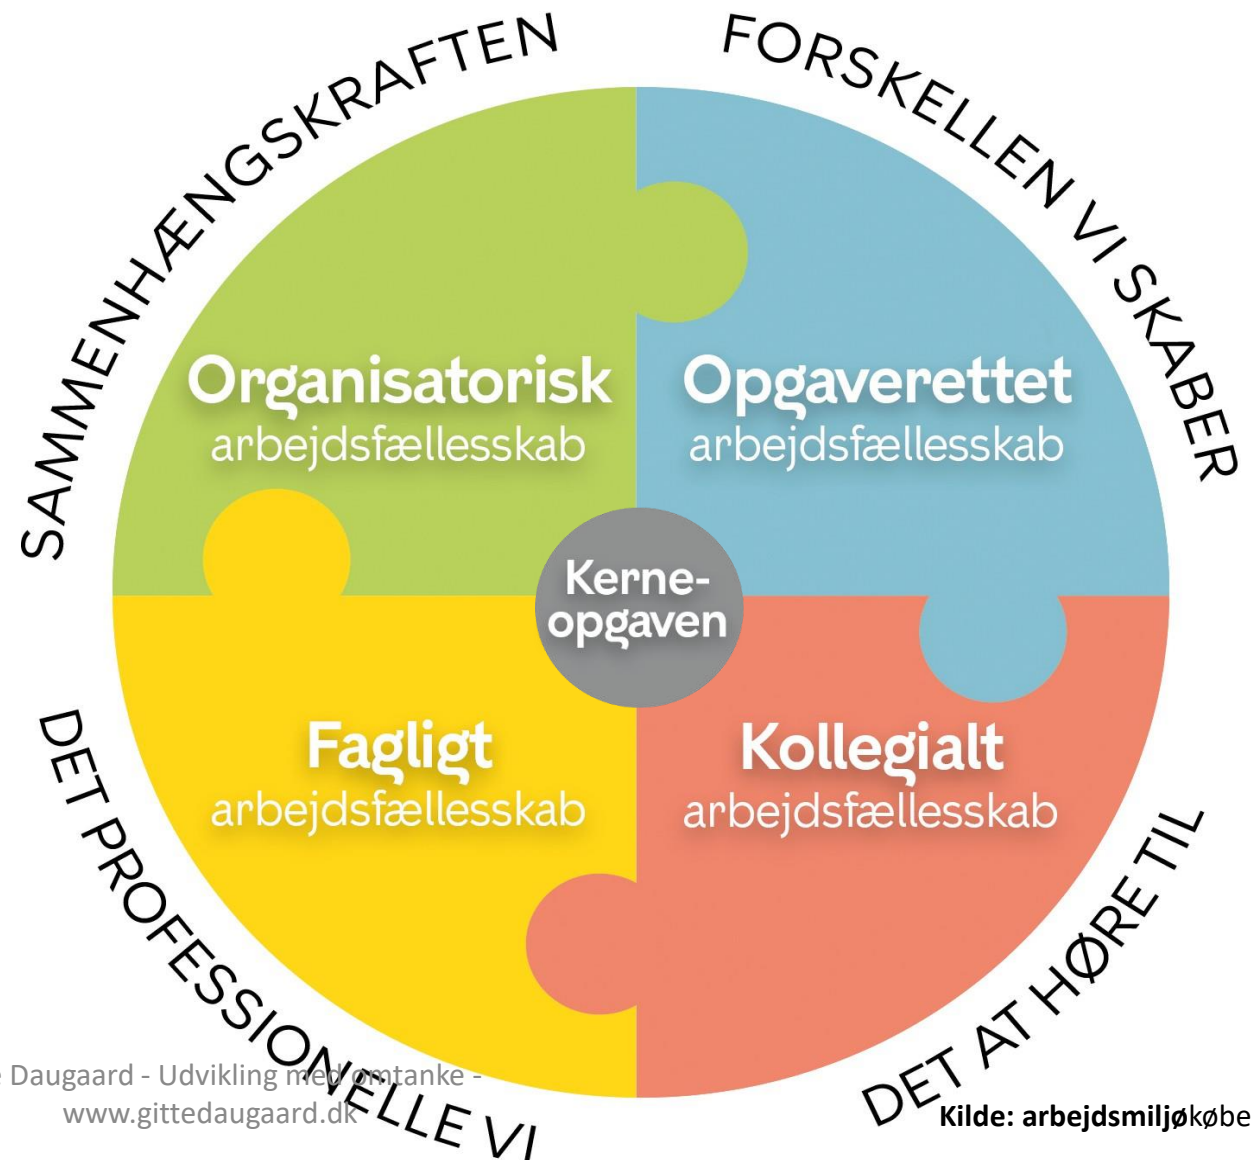 SAMMENHÆNGSKRAFTEN
FORSKELLEN VI SKABER
Organisatorisk
arbejdsfællesskab
Opgaverettet
arbejdsfællesskab
Kerne-
opgaven
Fagligt
arbejdsfællesskab
Kollegialt
arbejdsfællesskab
DET PROFESSIONELLE VI
DET AT HØRE TIL
Daugaard - Udvikling med omtanke -
www.gittedaugaard.dk
Kilde: arbejdsmiljøkøbe